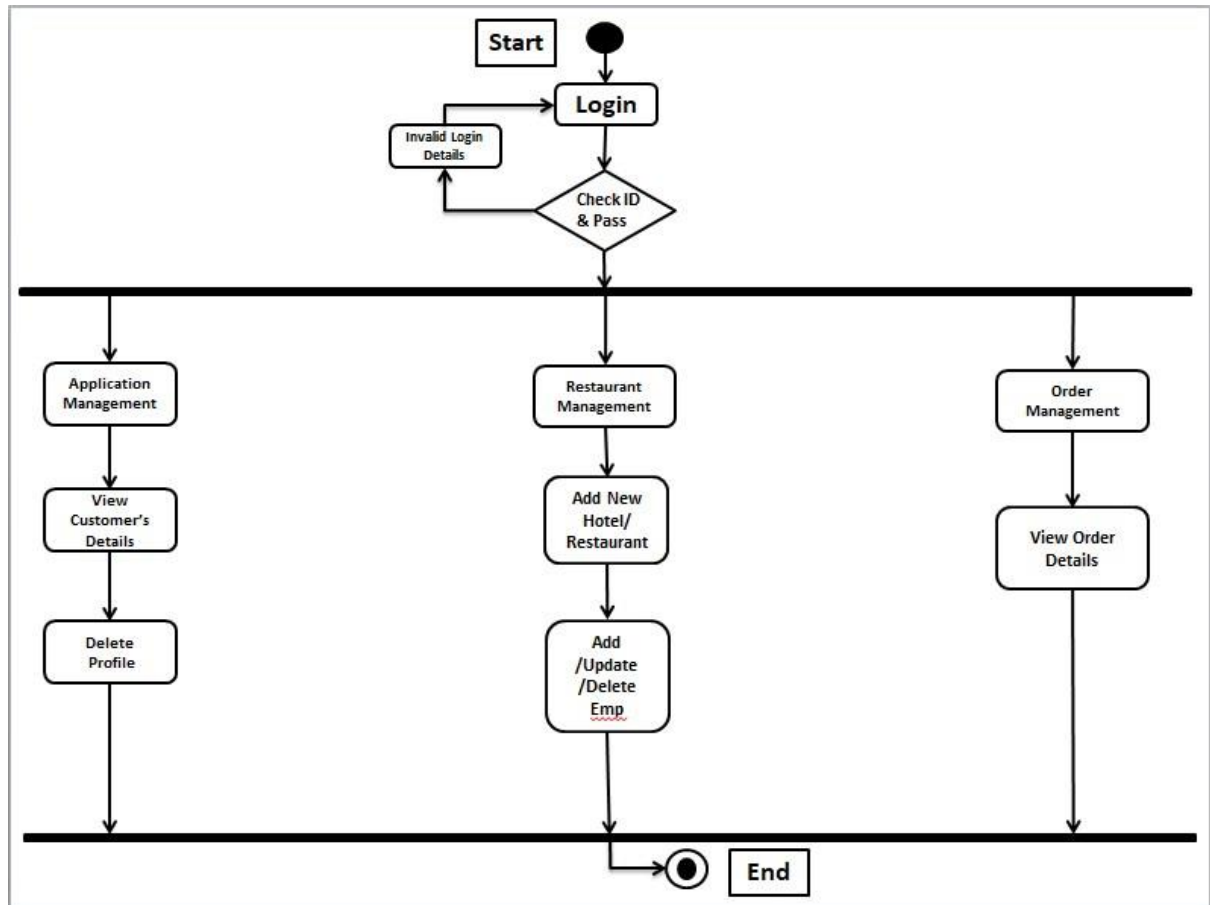 Start
Login
Invalid Login
Details
Check ID
& Pass
Application
Management
View
Customer's
Details
Delete
Profile
Restaurant
Management
Add New
Hotel/
Restaurant
Add
/Update
/Delete
Emp
Order
Management
View Order
Details
End